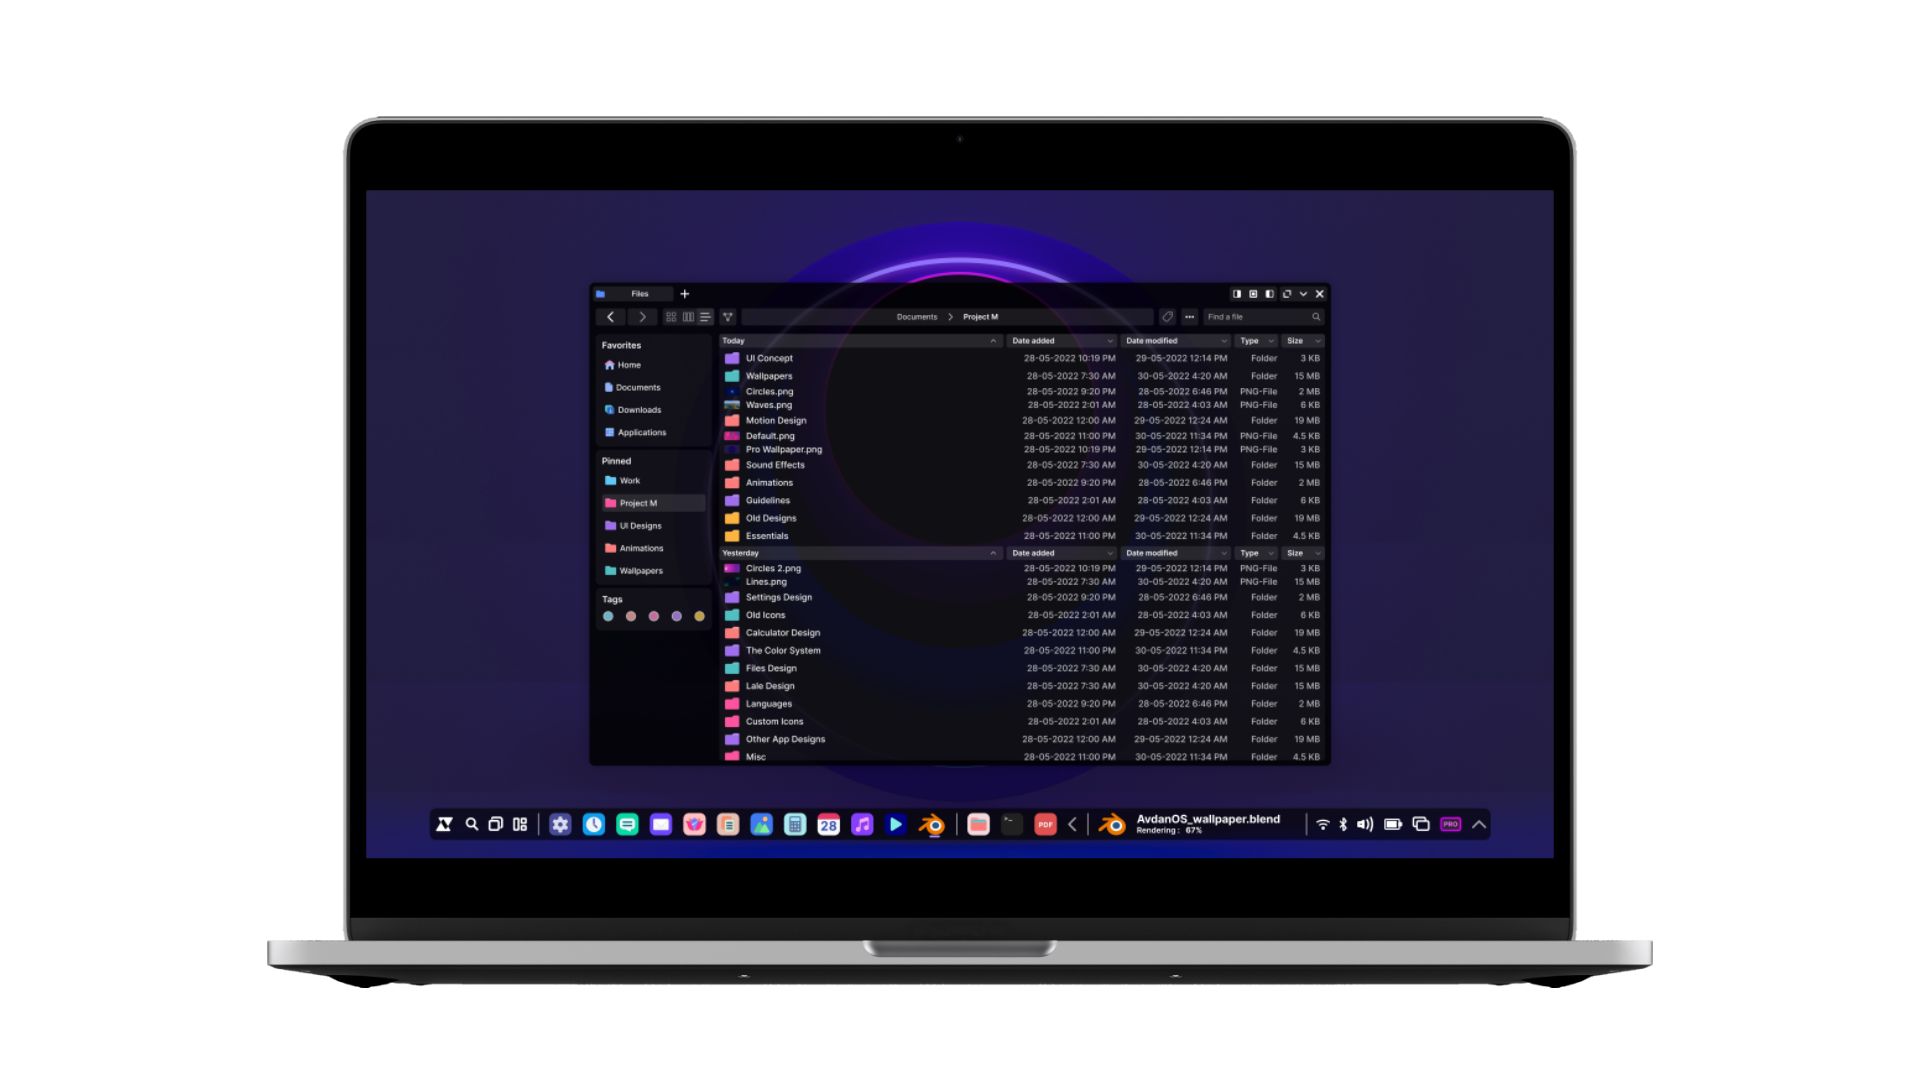 Files
Documents > Project M
Find a file
Favorites
Home
Documents
Downloads
Applications
Pinned
Work
Project M
UI Designs
Animations
Wallpapers
Tags
Today Date added Date modified Type Size
UI Concept 28-05-2022 10:19 PM 29-05-2022 12:14 PM Folder 3 KB
Wallpapers 28-05-2022 7:30 AM 30-05-2022 4:20 AM Folder 15 MB
Circles.png 28-05-2022 9:20 PM 28-05-2022 6:46 PM PNG-File 2 MB
Waves.png 28-05-2022 2:01 AM 28-05-2022 4:03 AM PNG-File 6 KB
Motion Design 28-05-2022 12:00 AM 29-05-2022 12:24 AM Folder 19 MB
Default.png 28-05-2022 11:00 PM 30-05-2022 11:34 PM PNG-File 4.5 KB
Pro Wallpaper.png 28-05-2022 10:19 PM 29-05-2022 12:14 PM PNG-File 3 KB
Sound Effects 28-05-2022 7:30 AM 30-05-2022 4:20 AM Folder 15 MB
Animations 28-05-2022 9:20 PM 28-05-2022 6:46 PM Folder 2 MB
Guidelines 28-05-2022 2:01 AM 28-05-2022 4:03 AM Folder 6 KB
Old Designs 28-05-2022 12:00 AM 29-05-2022 12:24 AM Folder 19 MB
Essentials 28-05-2022 11:00 PM 30-05-2022 11:34 PM Folder 4.5 KB
Yesterday Date added Date modified Type Size
Circles 2.png 28-05-2022 10:19 PM 29-05-2022 12:14 PM PNG-File 3 KB
Lines.png 28-05-2022 7:30 AM 30-05-2022 4:20 AM PNG-File 15 MB
Settings Design 28-05-2022 9:20 PM 28-05-2022 6:46 PM Folder 2 MB
Old Icons 28-05-2022 2:01 AM 28-05-2022 4:03 AM Folder 6 KB
Calculator Design 28-05-2022 12:00 AM 29-05-2022 12:24 AM Folder 19 MB
The Color System 28-05-2022 11:00 PM 30-05-2022 11:34 PM Folder 4.5 KB
Files Design 28-05-2022 7:30 AM 30-05-2022 4:20 AM Folder 15 MB
Lale Design 28-05-2022 7:30 AM 30-05-2022 4:20 AM Folder 15 MB
Languages 28-05-2022 9:20 PM 28-05-2022 6:46 PM Folder 2 MB
Custom Icons 28-05-2022 2:01 AM 28-05-2022 4:03 AM Folder 6 KB
Other App Designs 28-05-2022 12:00 AM 29-05-2022 12:24 AM Folder 19 MB
Misc 28-05-2022 11:00 PM 30-05-2022 11:34 PM Folder 4.5 KB
28
PDF
AvdanOS_wallpaper.blend
Rendering : 67%
PRO